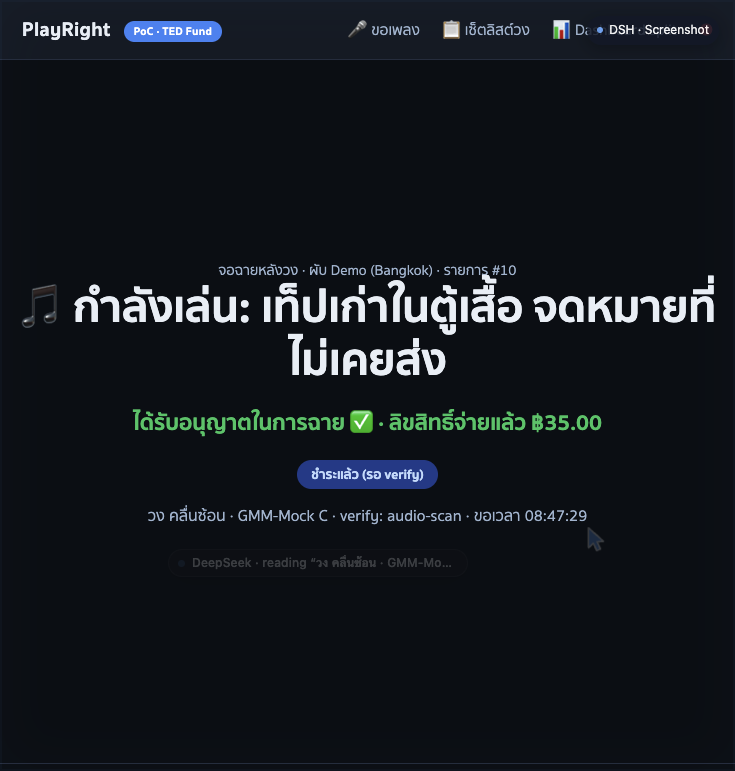 PlayRight PoC · TED Fund 🎤 ขอเพลง 📋 เซ็ตลิสต์วง 📊 Da DSH · Screenshot
จอฉายหลังวง · ผับ Demo (Bangkok) · รายการ #10
🎵 กำลังเล่น: เท็ปเก่าในตู้เสื้อ จดหมายที่
ไม่เคยส่ง
ได้รับอนุญาตในการฉาย ✅ · ลิขสิทธิ์จ่ายแล้ว ฿35.00
ชำระแล้ว (รอ verify)
วง คลื่นซ้อน · GMM-Mock C · verify: audio-scan · ขอเวลา 08:47:29
DeepSeek · reading “วง คลื่นซ้อน · GMM-Mo...